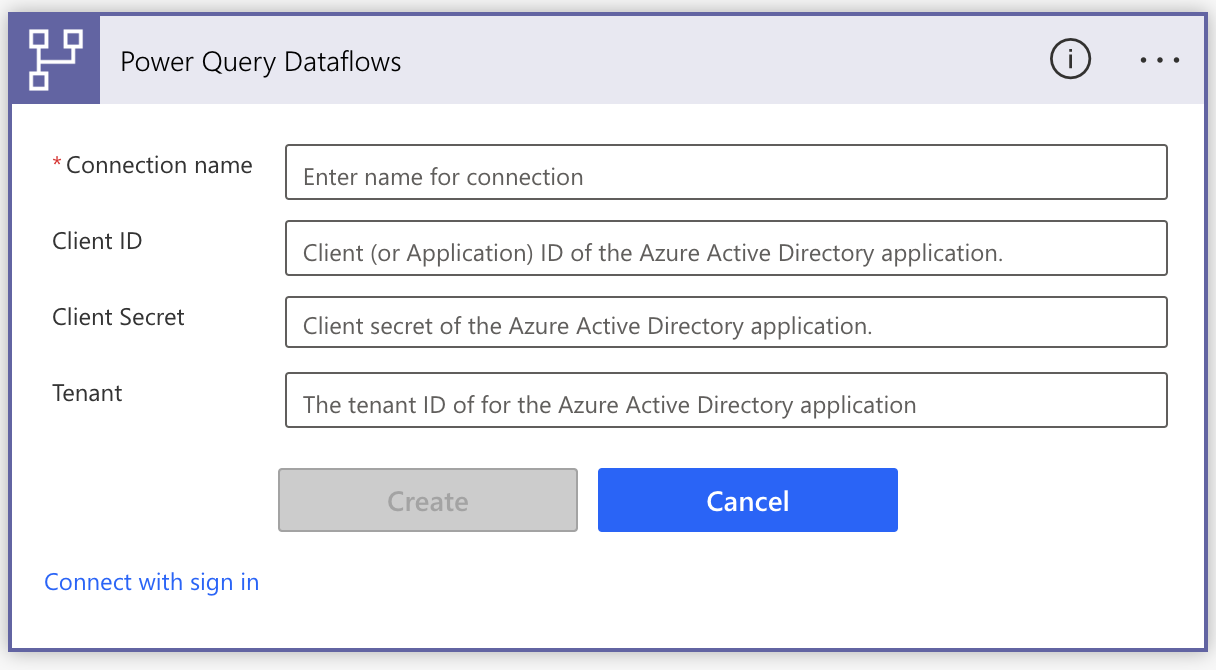 Power Query Dataflows
* Connection name
Enter name for connection
Client ID
Client (or Application) ID of the Azure Active Directory application.
Client Secret
Client secret of the Azure Active Directory application.
Tenant
The tenant ID of for the Azure Active Directory application
Create
Cancel
Connect with sign in